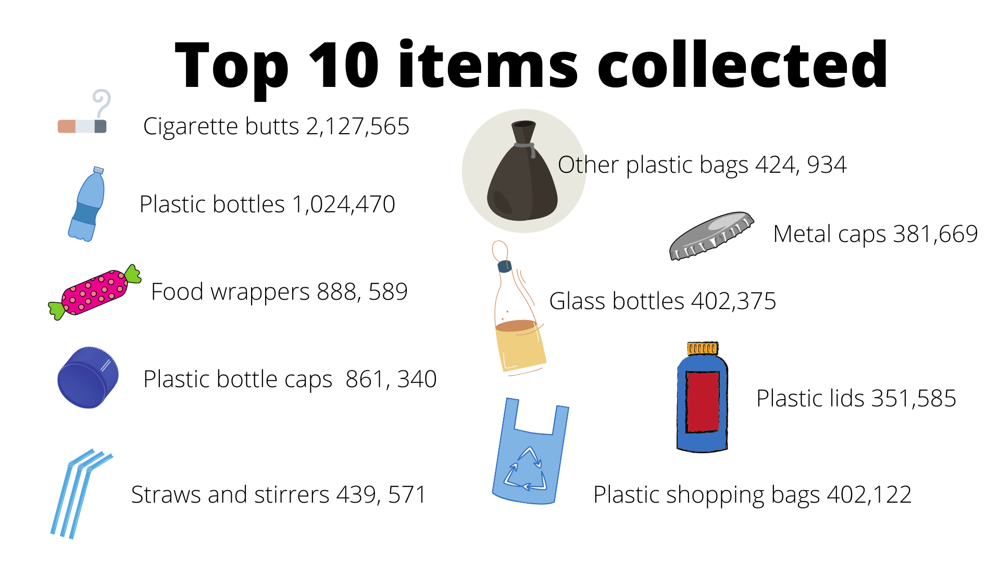 Top 10 items collected
Cigarette butts 2,127,565
Plastic bottles 1,024,470
Food wrappers 888, 589
Plastic bottle caps  861, 340
Straws and stirrers 439, 571
Other plastic bags 424, 934
Metal caps 381,669
Glass bottles 402,375
Plastic lids 351,585
Plastic shopping bags 402,122